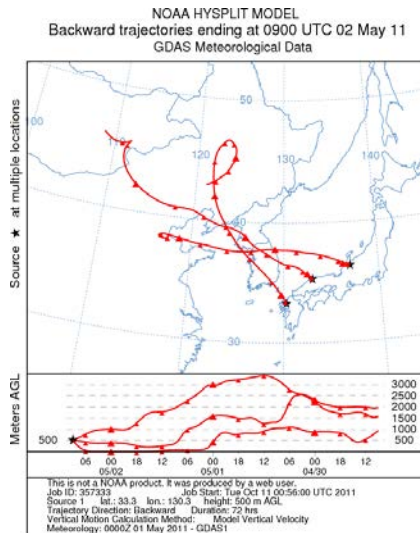 NOAA HYSPLIT MODEL
Backward trajectories ending at 0900 UTC 02 May 11
GDAS Meteorological Data
Source ★ at multiple locations
100
110
120
130
140
50
40
30
Meters AGL
500
3000
2500
2000
1500
1000
500
06 00 18 12 06 00 18 12 06 00 18 12
05/02 05/01 04/30
This is not a NOAA product. It was produced by a web user.
Job ID: 357333 Job Start: Tue Oct 11 00:56:00 UTC 2011
Source 1 lat.: 33.3 lon.: 130.3 height: 500 m AGL
Trajectory Direction: Backward Duration: 72 hrs
Vertical Motion Calculation Method: Model Vertical Velocity
Meteorology: 0000Z 01 May 2011 - GDAS1